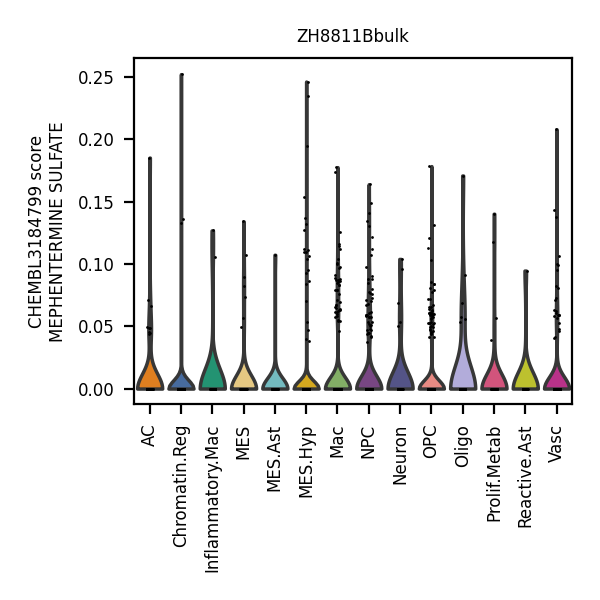 ZH8811Bbulk
CHEMBL3184799 score
MEPHENTERMINE SULFATE
0.25
0.20
0.15
0.10
0.05
0.00
AC
Chromatin.Reg
Inflammatory.Mac
MES
MES.Ast
MES.Hyp
Mac
NPC
Neuron
OPC
Oligo
Prolif.Metab
Reactive.Ast
Vasc